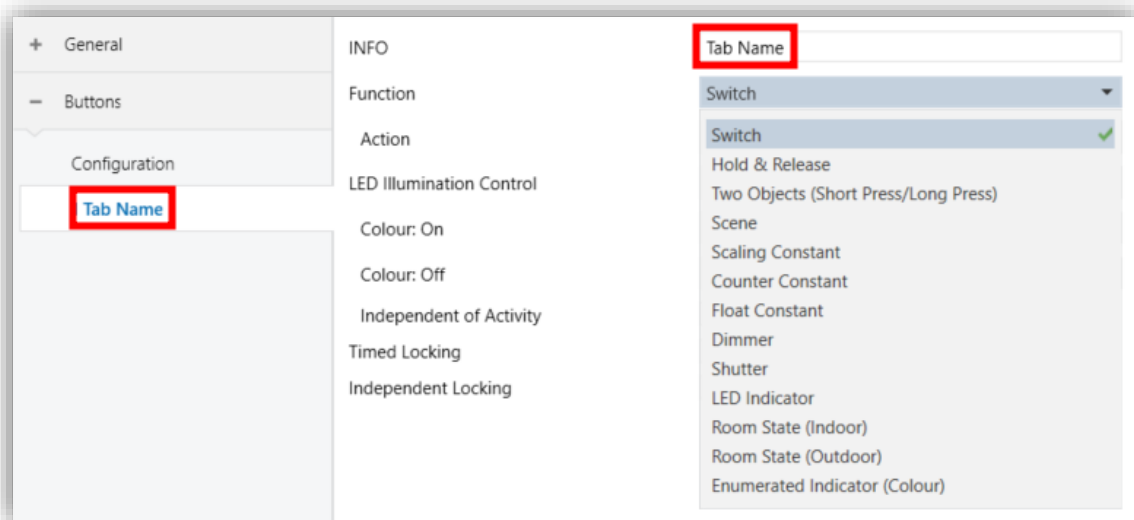 + General
− Buttons
Configuration
Tab Name
INFO
Tab Name
Function
Switch
Action
LED Illumination Control
Colour: On
Colour: Off
Independent of Activity
Timed Locking
Independent Locking
Switch
Hold & Release
Two Objects (Short Press/Long Press)
Scene
Scaling Constant
Counter Constant
Float Constant
Dimmer
Shutter
LED Indicator
Room State (Indoor)
Room State (Outdoor)
Enumerated Indicator (Colour)